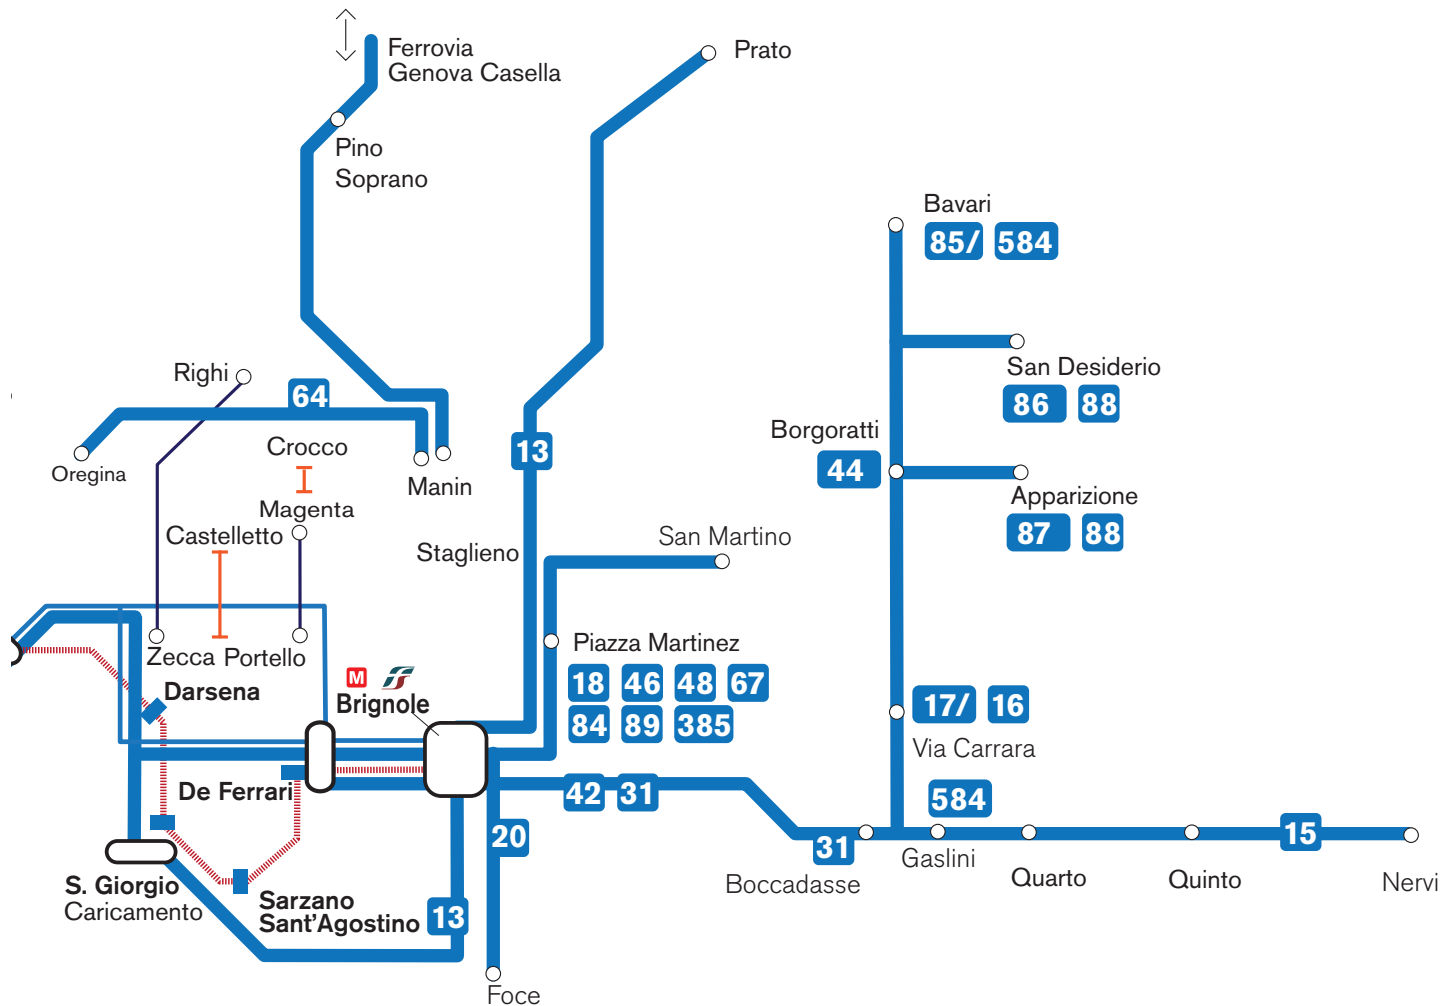 Ferrovia
Genova Casella
Prato
Pino
Soprano
Bavari
85/ 584
Righi
64
San Desiderio
86 88
Crocco
Borgoratti
13
44
Oregina
Manin
Magenta
Apparizione
87 88
Castelletto
Staglieno
San Martino
Zecca Portello
Piazza Martinez
M
Brignole
18 46 48 67
84 89 385
Darsena
17/ 16
Via Carrara
De Ferrari
42 31
584
20
31
15
Gaslini
S. Giorgio
Caricamento
Boccadasse
Quarto
Quinto
Nervi
Sarzano
Sant'Agostino
13
Foce